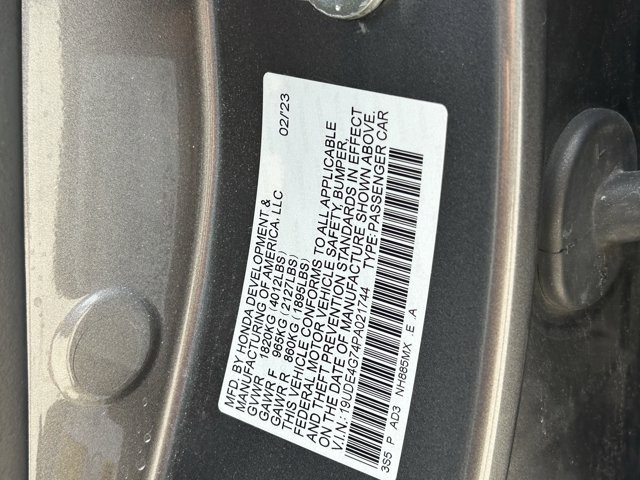 MFD. BY HONDA DEVELOPMENT &
MANUFACTURING OF AMERICA, LLC 02/23
GVWR 1820KG (4012LBS)
GAWR F 965KG (2127LBS)
GAWR R 860KG (1895LBS)
THIS VEHICLE CONFORMS TO ALL APPLICABLE
FEDERAL MOTOR VEHICLE SAFETY, BUMPER,
AND THEFT PREVENTION STANDARDS IN EFFECT
ON THE DATE OF MANUFACTURE SHOWN ABOVE.
V.I.N.: 19UDE4G74PA021744 TYPE: PASSENGER CAR
3S5 P AD3 NH885MX E A